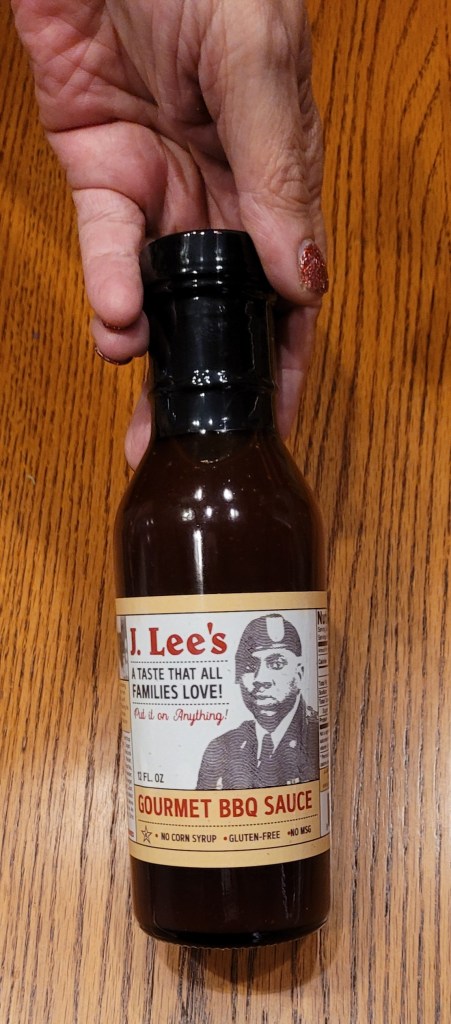 J. Lee's
A TASTE THAT ALL
FAMILIES LOVE!
Put it on Anything!
12 FL. OZ
GOURMET BBQ SAUCE
• NO CORN SYRUP • GLUTEN-FREE •NO MSG